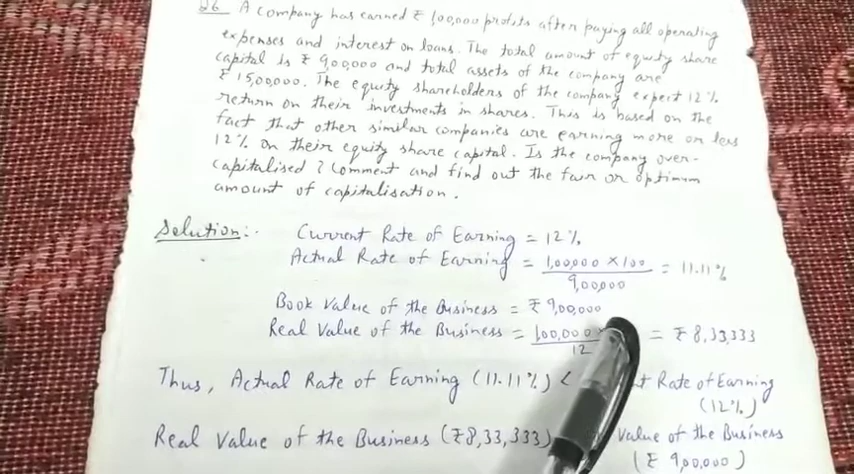 Q6 A company has earned ₹ 1,00,000 profits after paying all operating
expenses and interest on loans. The total amount of equity share
capital is ₹ 9,00,000 and total assets of the company are
₹ 15,00,000. The equity shareholders of the company expect 12%
return on their investments in shares. This is based on the
fact that other similar companies are earning more or less
12% on their equity share capital. Is the company over-
capitalised? Comment and find out the fair or optimum
amount of capitalisation.
Solution:- Current Rate of Earning = 12%
Actual Rate of Earning = 1,00,000 × 100 / 9,00,000 = 11.11%
Book Value of the Business = ₹ 9,00,000
Real Value of the Business = 100,000 / 12 = ₹ 8,33,333
Thus, Actual Rate of Earning (11.11%) < t Rate of Earning
(12%)
Real Value of the Business (₹8,33,333) Value of the Business
(₹ 9,00,000)